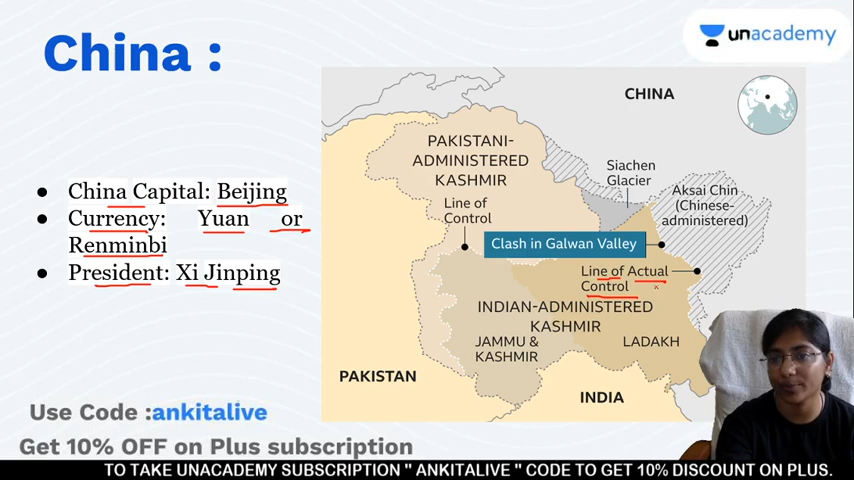 China :
unacademy
● China Capital: Beijing
● Currency: Yuan or
Renminbi
● President: Xi Jinping
CHINA
PAKISTANI-
ADMINISTERED
KASHMIR
Siachen
Glacier
Aksai Chin
(Chinese-
administered)
Line of
Control
Clash in Galwan Valley
Line of Actual
Control
INDIAN-ADMINISTERED
KASHMIR
JAMMU &
KASHMIR
LADAKH
PAKISTAN
INDIA
Use Code :ankitalive
Get 10% OFF on Plus subscription
TO TAKE UNACADEMY SUBSCRIPTION " ANKITALIVE " CODE TO GET 10% DISCOUNT ON PLUS.